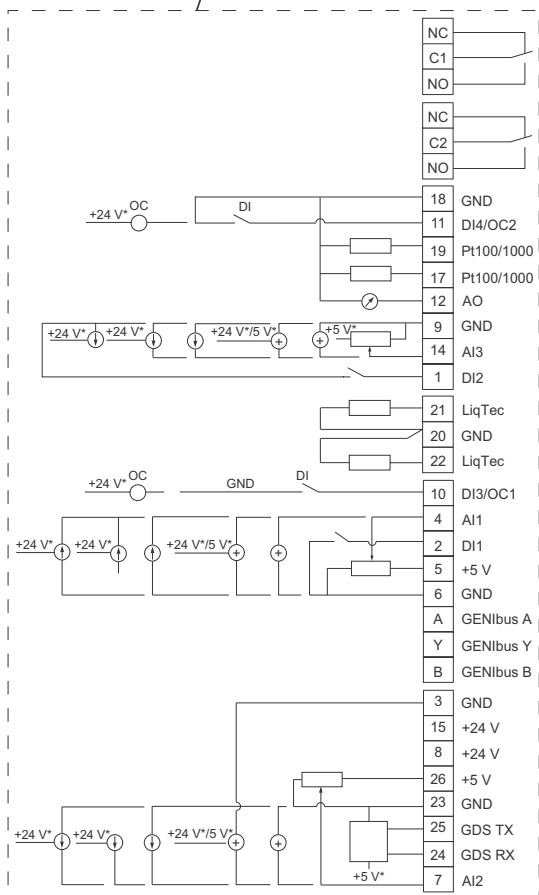 NC
C1
NO
NC
C2
NO
18 GND
+24 V* OC DI 11 DI4/OC2
19 Pt100/1000
17 Pt100/1000
12 AO
9 GND
+24 V* +24 V* +24 V*/5 V* +5 V*
14 AI3
1 DI2
21 LiqTec
20 GND
22 LiqTec
+24 V* OC GND DI 10 DI3/OC1
4 AI1
+24 V* +24 V* +24 V*/5 V* 2 DI1
5 +5 V
6 GND
A GENIbus A
Y GENIbus Y
B GENIbus B
3 GND
15 +24 V
8 +24 V
26 +5 V
23 GND
+24 V* +24 V* +24 V*/5 V* 25 GDS TX
24 GDS RX
+5 V* 7 AI2